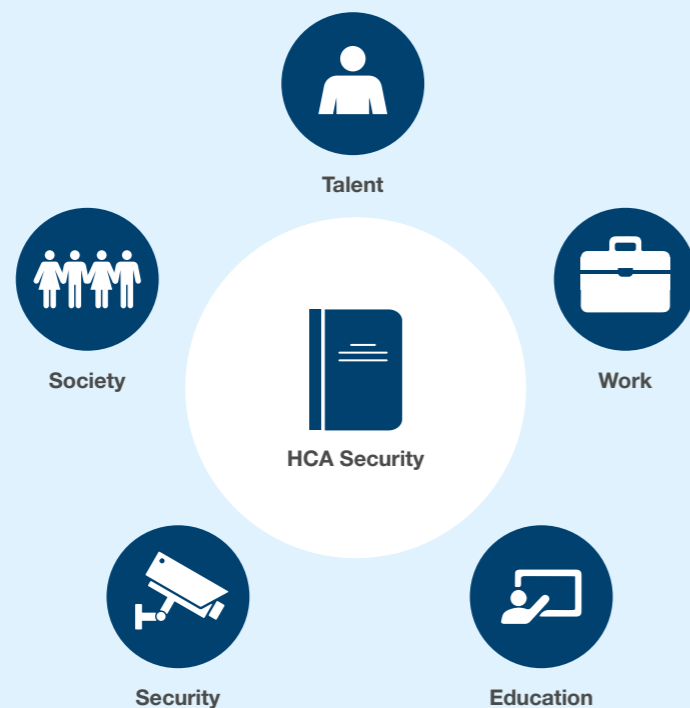 Talent
Society
Work
HCA Security
Security
Education